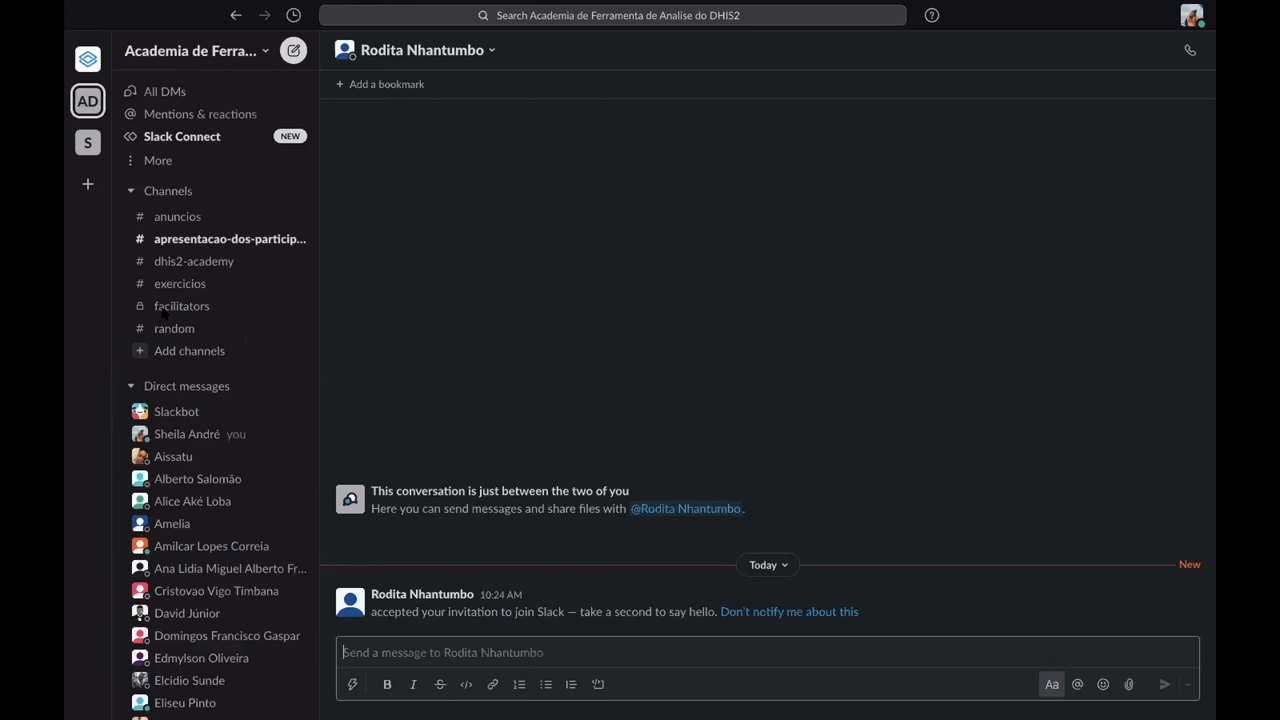 Search Academia de Ferramenta de Analise do DHIS2
Academia de Ferra...
AD
S
All DMs
Mentions & reactions
Slack Connect NEW
More
Channels
# anuncios
# apresentacao-dos-particip...
# dhis2-academy
# exercicios
facilitators
# random
+ Add channels
Direct messages
Slackbot
Sheila André you
Aissatu
Alberto Salomão
Alice Aké Loba
Amelia
Amilcar Lopes Correia
Ana Lidia Miguel Alberto Fr...
Cristovao Vigo Timbana
David Júnior
Domingos Francisco Gaspar
Edmylson Oliveira
Elcidio Sunde
Eliseu Pinto
Rodita Nhantumbo
+ Add a bookmark
This conversation is just between the two of you
Here you can send messages and share files with @Rodita Nhantumbo.
Today
New
Rodita Nhantumbo 10:24 AM
accepted your invitation to join Slack — take a second to say hello. Don't notify me about this
Send a message to Rodita Nhantumbo
B I S Aa @